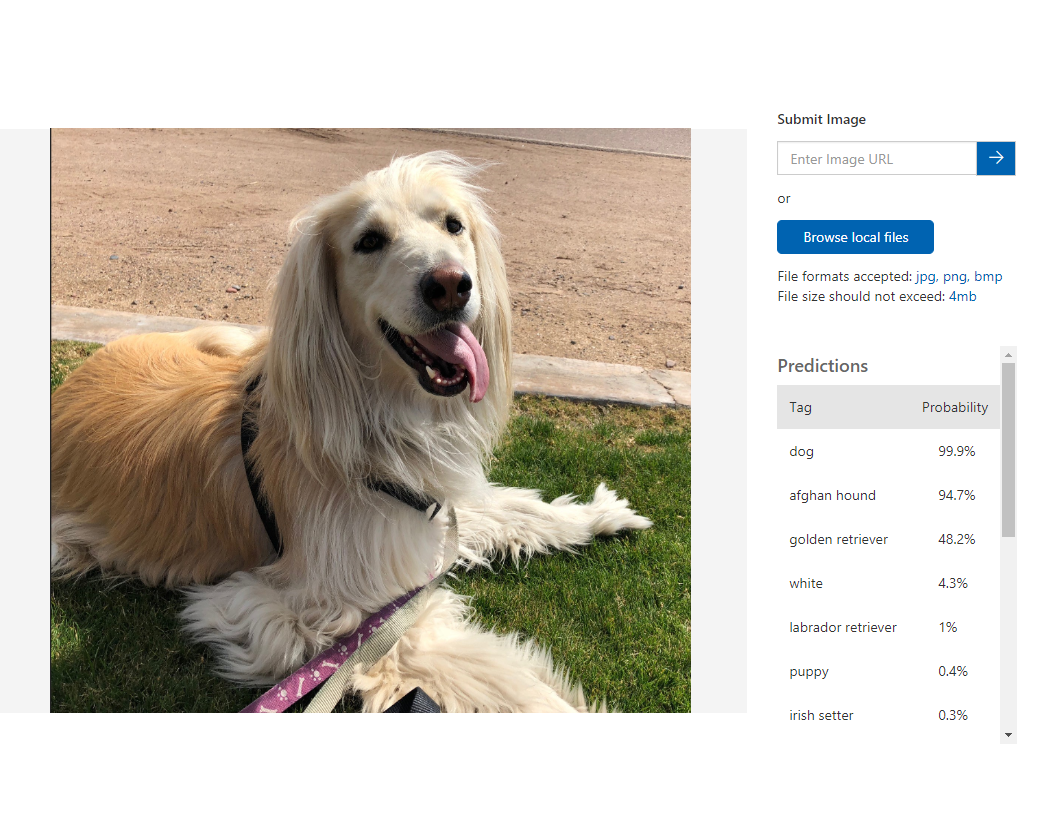 Submit Image
Enter Image URL
or
Browse local files
File formats accepted: jpg, png, bmp
File size should not exceed: 4mb
Predictions
Tag Probability
dog 99.9%
afghan hound 94.7%
golden retriever 48.2%
white 4.3%
labrador retriever 1%
puppy 0.4%
irish setter 0.3%